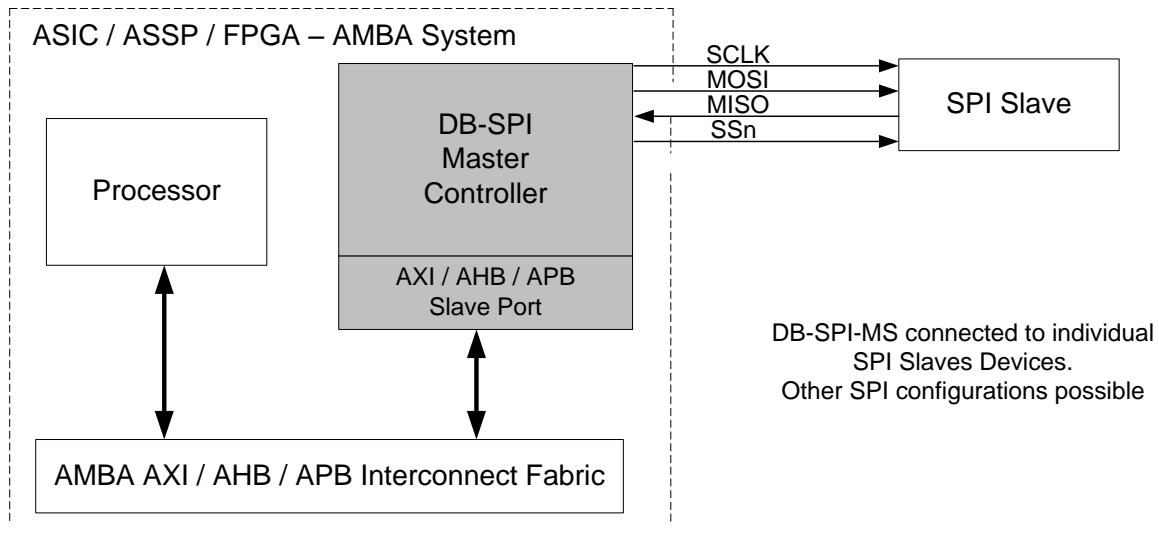 ASIC / ASSP / FPGA – AMBA System
SCLK
MOSI
MISO
SSn
SPI Slave
DB-SPI
Master
Controller
Processor
AXI / AHB / APB
Slave Port
DB-SPI-MS connected to individual
SPI Slaves Devices.
Other SPI configurations possible
AMBA AXI / AHB / APB Interconnect Fabric